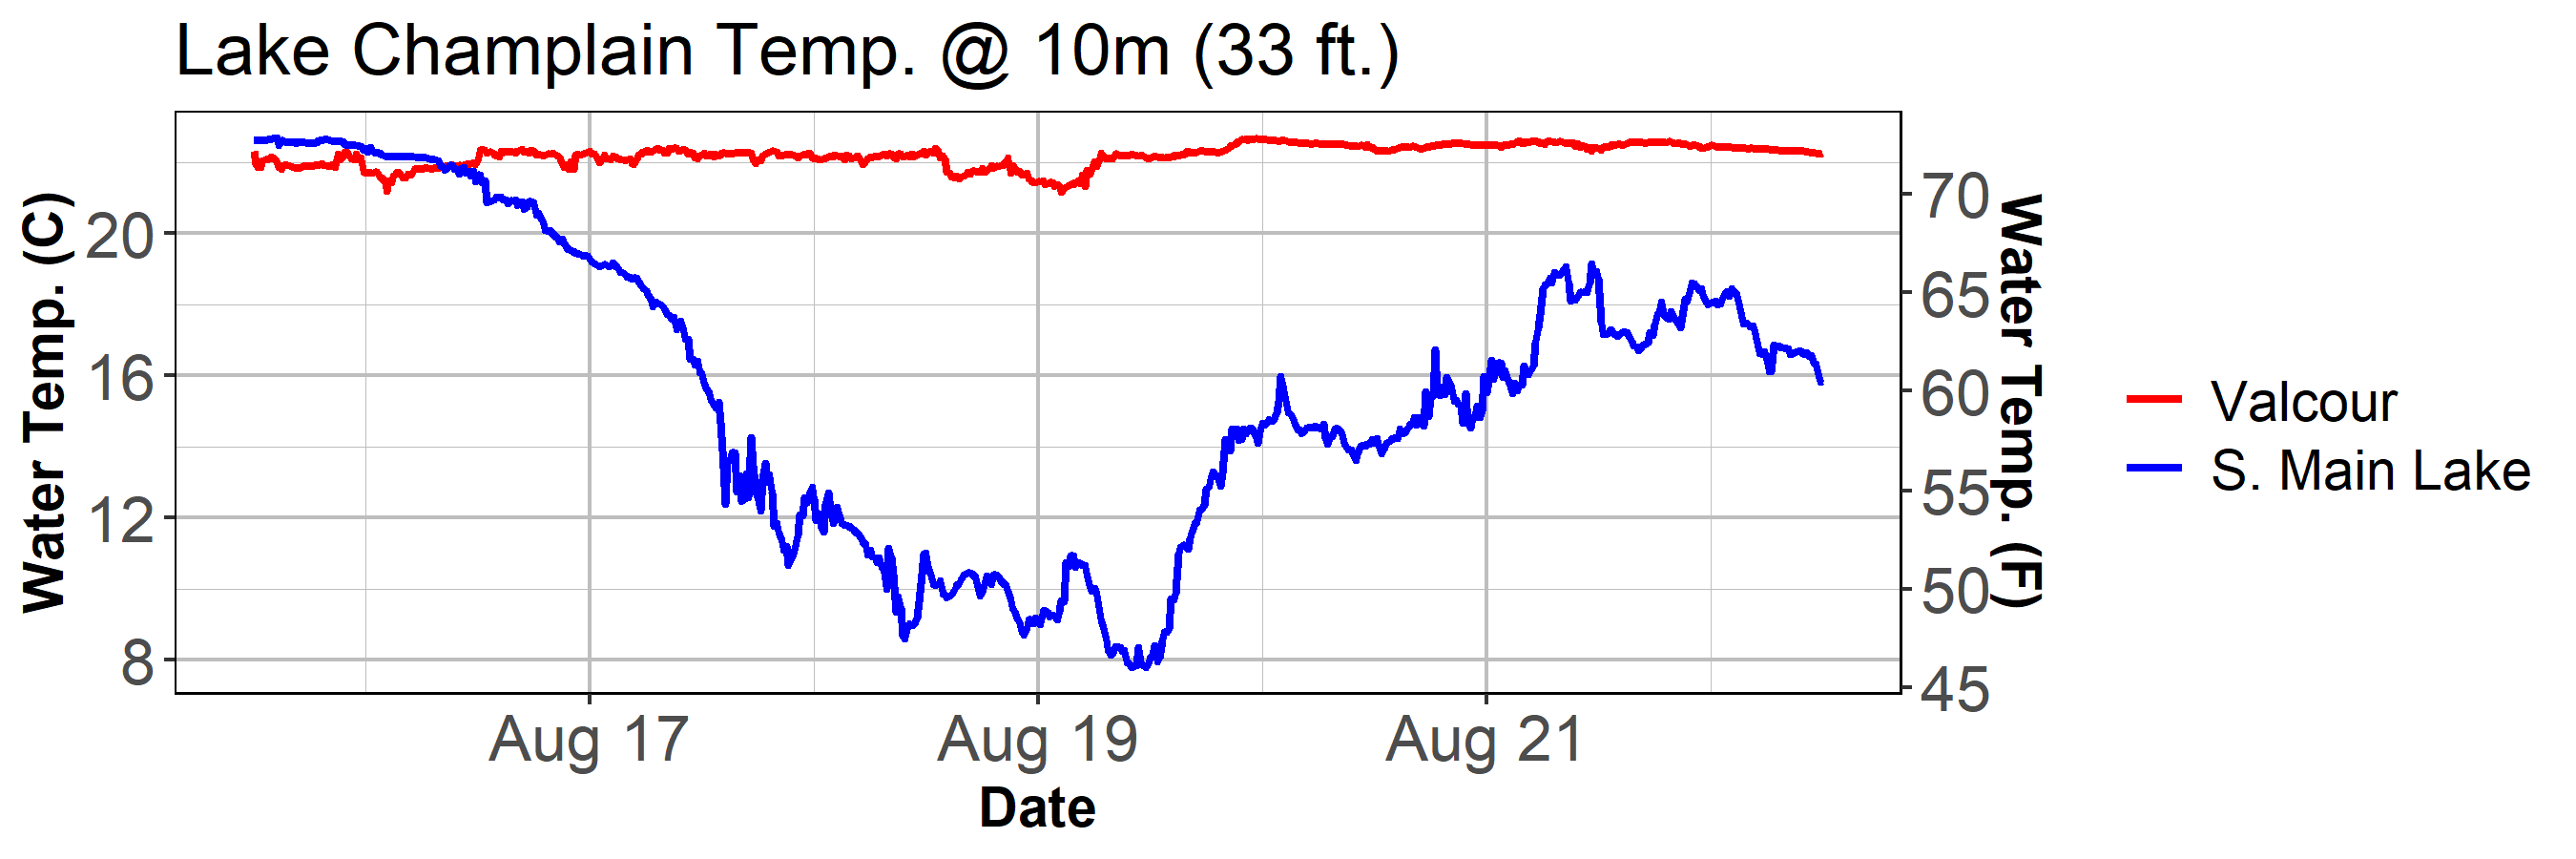 Lake Champlain Temp. @ 10m (33 ft.)
Water Temp. (C)
20
16
12
8
70
65
60
55
50
45
Water Temp. (F)
Aug 17
Aug 19
Aug 21
Date
Valcour
S. Main Lake